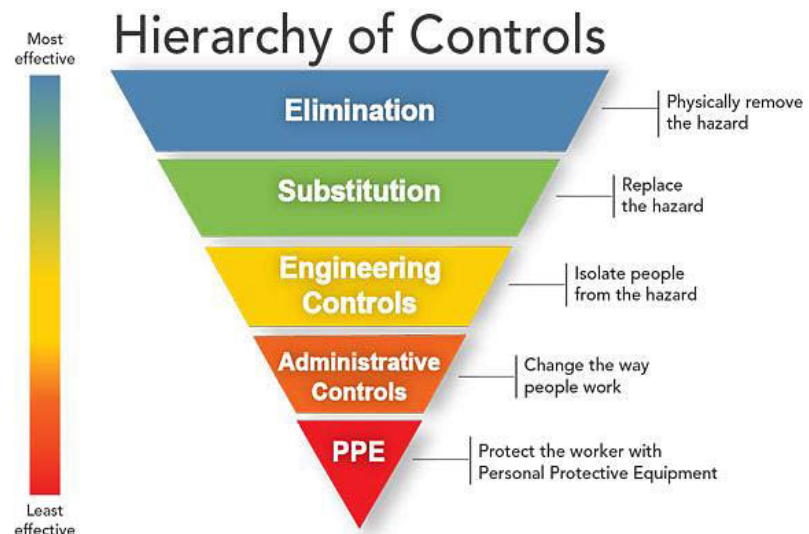 Hierarchy of Controls
Most
effective
Elimination
Physically remove
the hazard
Substitution
Replace
the hazard
Engineering
Controls
Isolate people
from the hazard
Administrative
Controls
Change the way
people work
PPE
Protect the worker with
Personal Protective Equipment
Least
effective